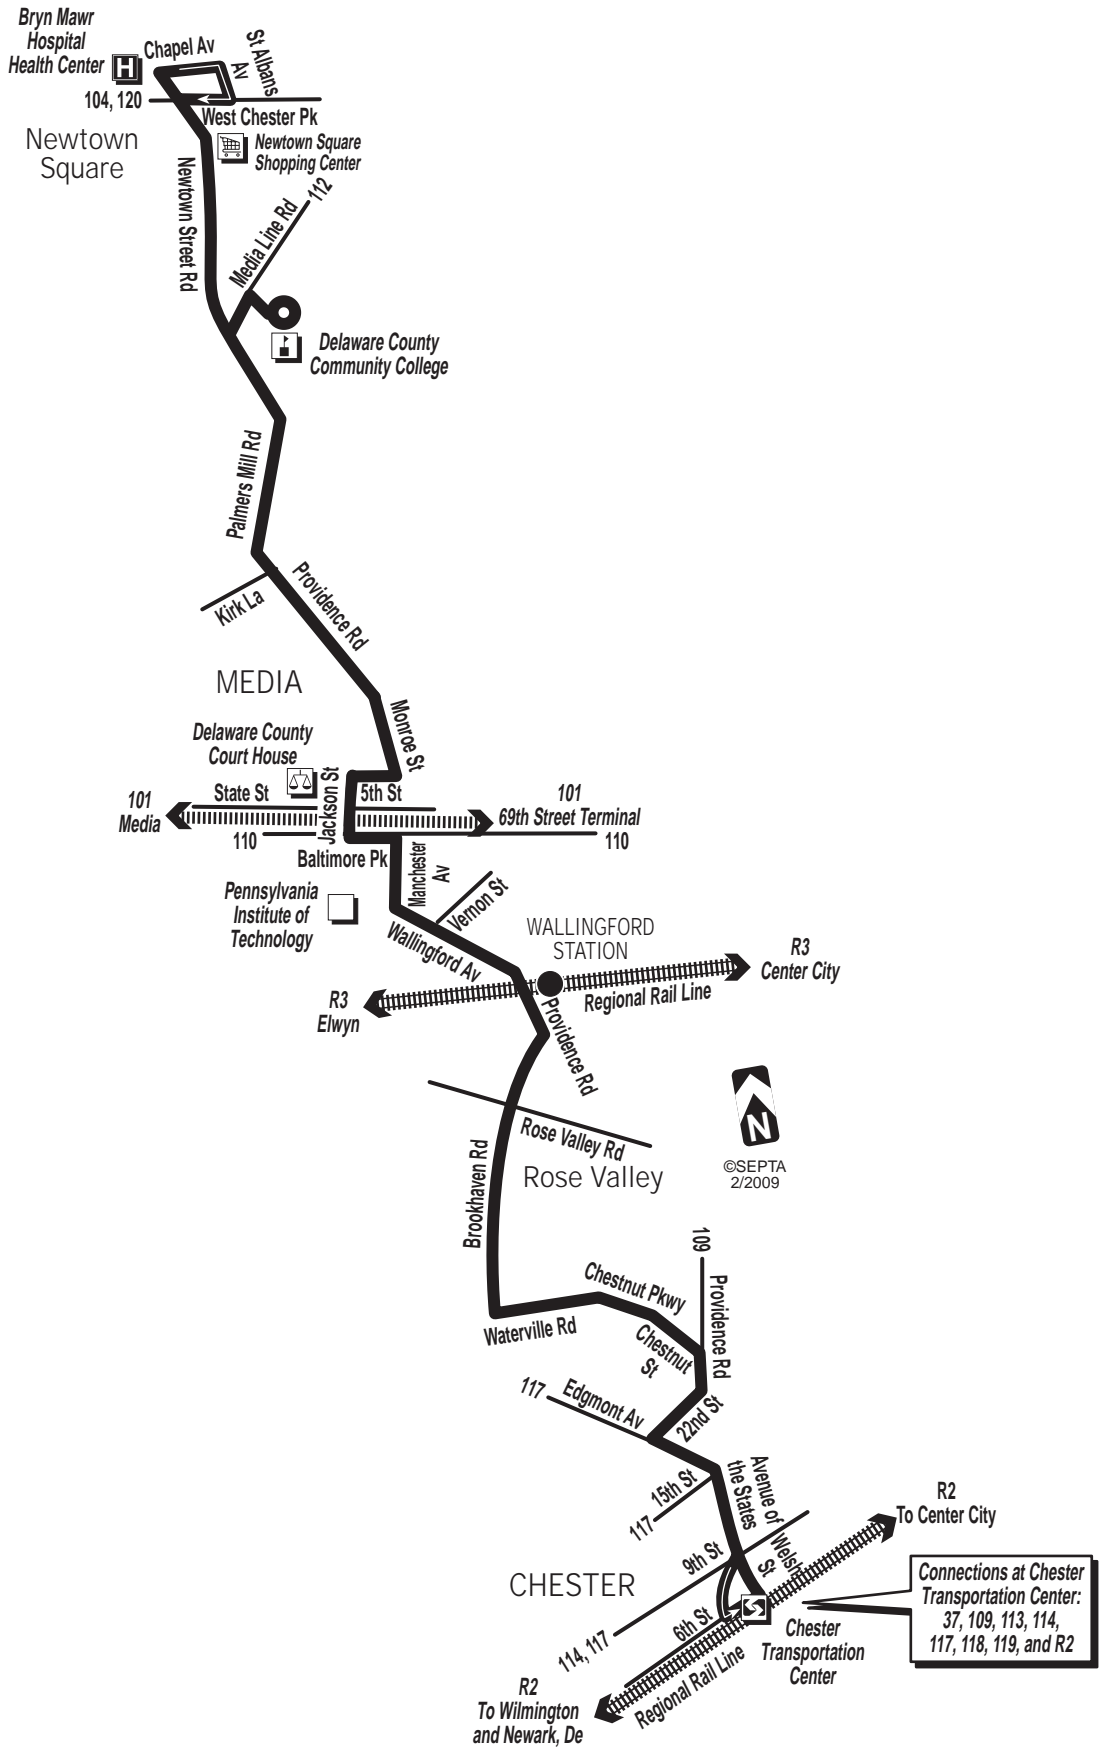 Bryn Mawr
Hospital
Health Center
H
Chapel Av
St Albans
Av
104, 120
West Chester Pk
Newtown
Square
Newtown Square
Shopping Center
Newtown Street Rd
Media Line Rd
112
Delaware County
Community College
Palmers Mill Rd
Kirk La
Providence Rd
MEDIA
Monroe St
Delaware County
Court House
Jackson St
State St
5th St
101
Media
101
69th Street Terminal
110
110
Baltimore Pk
Manchester
Av
Pennsylvania
Institute of
Technology
Vernon St
Wallingford Av
WALLINGFORD
STATION
R3
Center City
Regional Rail Line
R3
Elwyn
Providence Rd
N
©SEPTA
2/2009
Rose Valley Rd
Rose Valley
Brookhaven Rd
109
Providence Rd
Chestnut Pkwy
Waterville Rd
Chestnut
St
117
Edgmont Av
22nd St
15th St
117
Avenue of
the States
R2
To Center City
9th St
Welsh
St
CHESTER
114, 117
6th St
Connections at Chester
Transportation Center:
37, 109, 113, 114,
117, 118, 119, and R2
Chester
Transportation
Center
Regional Rail Line
R2
To Wilmington
and Newark, De